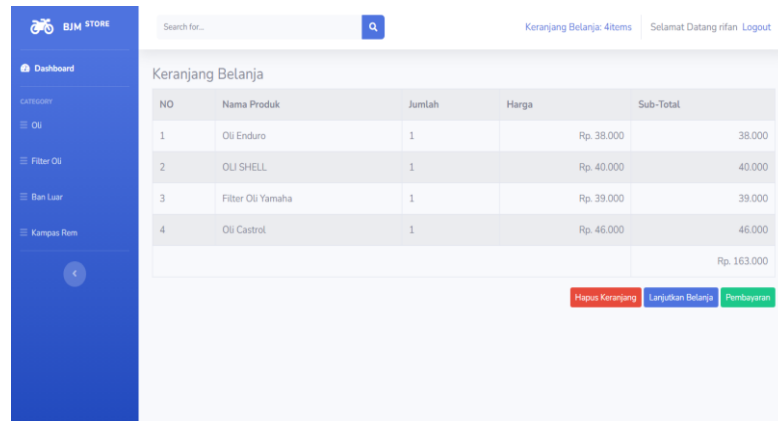 BJM STORE
Search for...
Keranjang Belanja: 4items
Selamat Datang rifan Logout
Dashboard
CATEGORY
Oli
Filter Oli
Ban Luar
Kampas Rem
Keranjang Belanja
NO Nama Produk Jumlah Harga Sub-Total
1 Oli Enduro 1 Rp. 38.000 38.000
2 OLI SHELL 1 Rp. 40.000 40.000
3 Filter Oli Yamaha 1 Rp. 39.000 39.000
4 Oli Castrol 1 Rp. 46.000 46.000
Rp. 163.000
Hapus Keranjang Lanjutkan Belanja Pembayaran